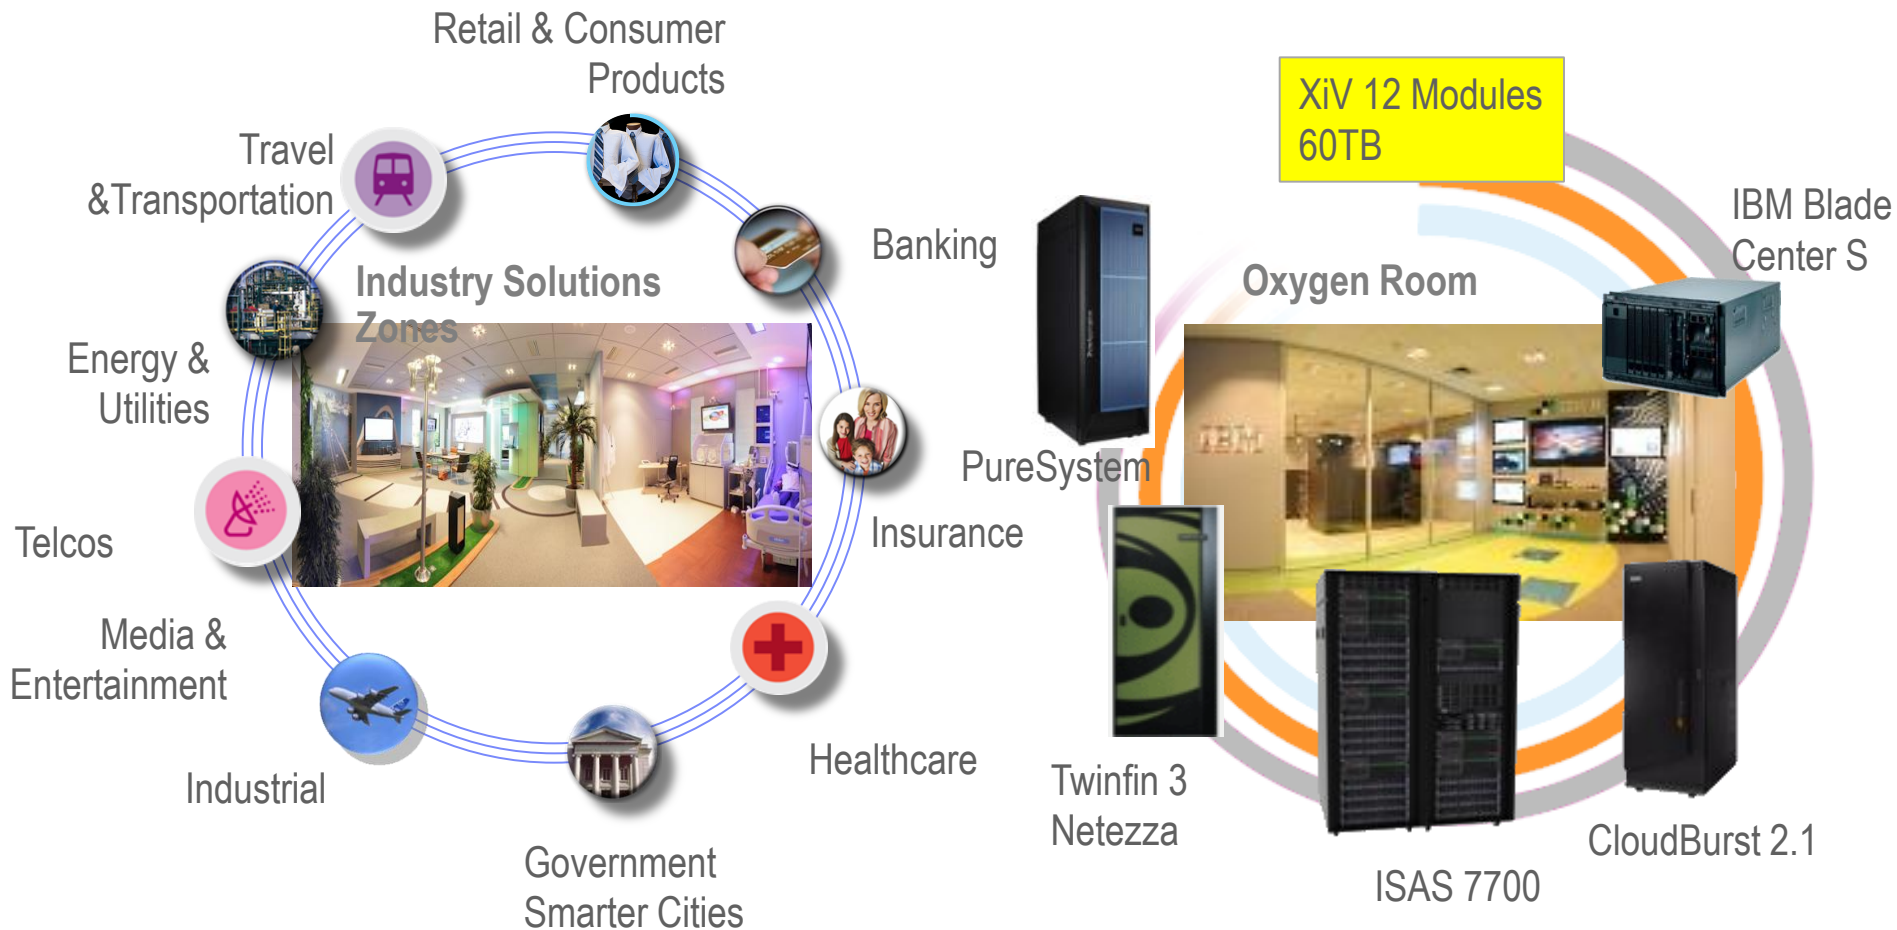 Retail & Consumer
Products
Travel
&Transportation
Banking
Industry Solutions
Zones
Energy &
Utilities
Insurance
Telcos
Media &
Entertainment
Healthcare
Industrial
Government
Smarter Cities
XiV 12 Modules
60TB
IBM Blade
Center S
Oxygen Room
IBM
PureSystem
Twinfin 3
Netezza
CloudBurst 2.1
ISAS 7700